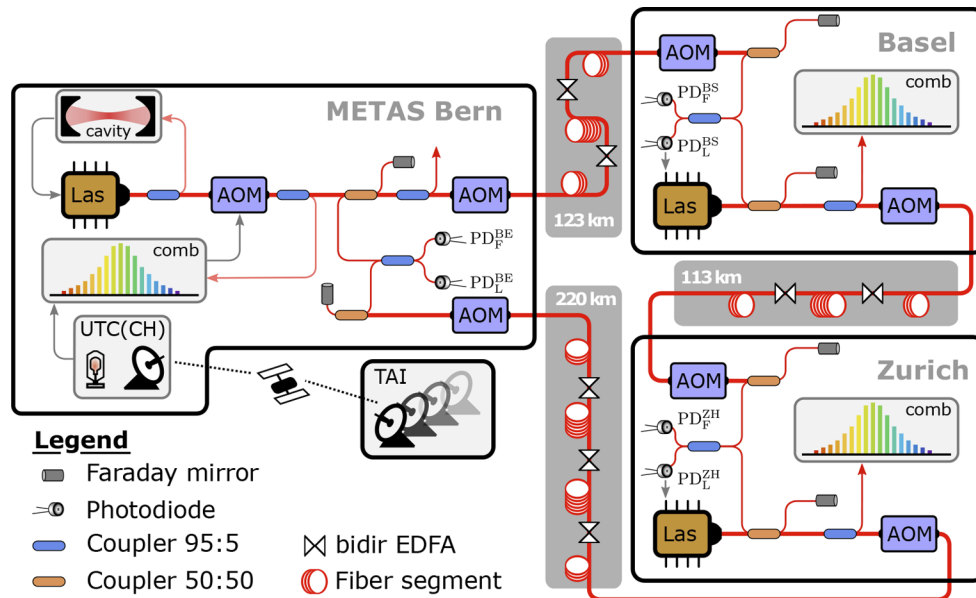 METAS Bern
cavity
Las
AOM
AOM
comb
PD_F^BE
PD_L^BE
AOM
UTC(CH)
TAI
123 km
Basel
AOM
PD_F^BS
PD_L^BS
comb
Las
AOM
113 km
220 km
Zurich
AOM
PD_F^ZH
PD_L^ZH
comb
Las
AOM
Legend
Faraday mirror
Photodiode
Coupler 95:5
bidir EDFA
Coupler 50:50
Fiber segment